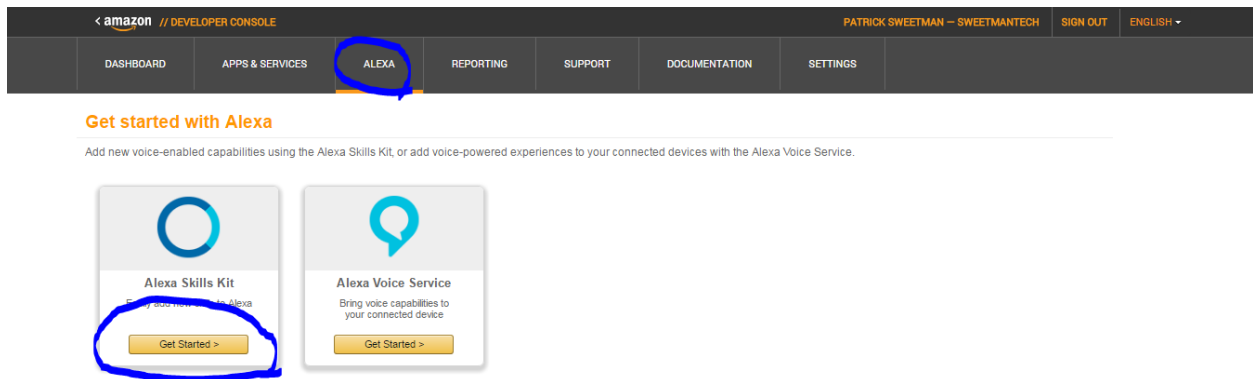 < amazon // DEVELOPER CONSOLE PATRICK SWEETMAN — SWEETMANTECH SIGN OUT ENGLISH
DASHBOARD APPS & SERVICES ALEXA REPORTING SUPPORT DOCUMENTATION SETTINGS
Get started with Alexa
Add new voice-enabled capabilities using the Alexa Skills Kit, or add voice-powered experiences to your connected devices with the Alexa Voice Service.
Alexa Skills Kit
add new to Alexa
Get Started >
Alexa Voice Service
Bring voice capabilities to
your connected device
Get Started >